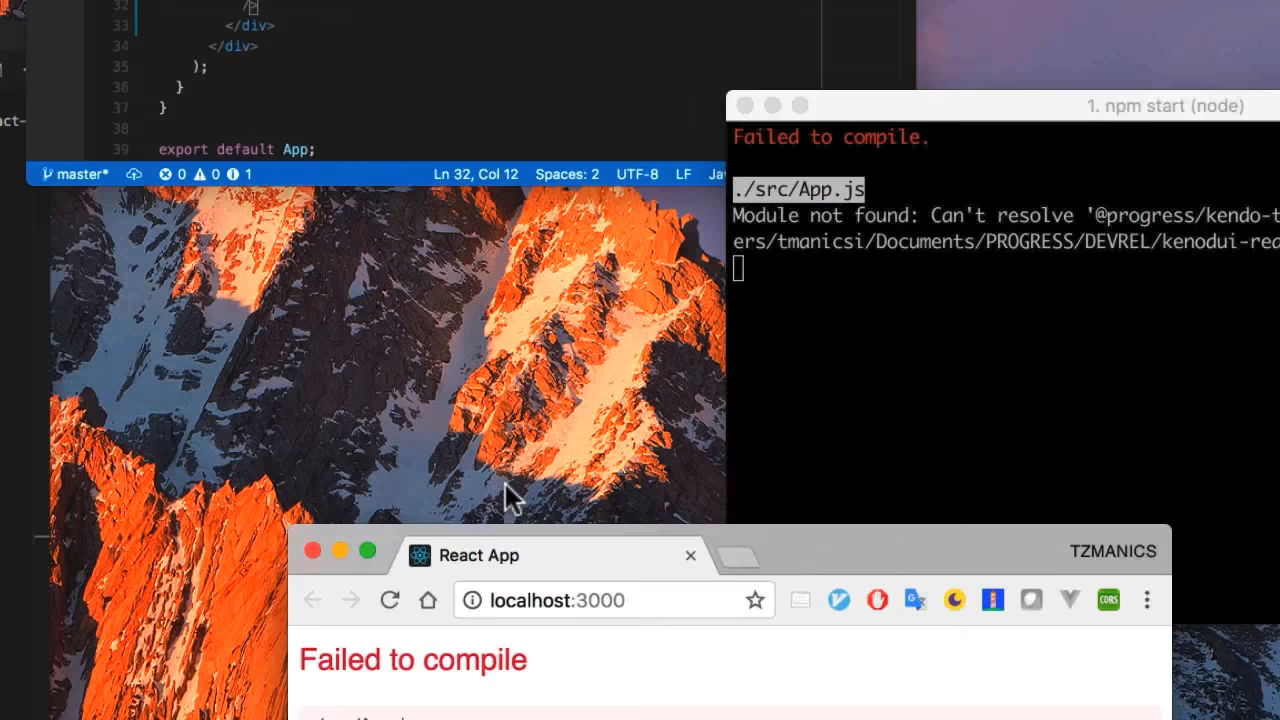 32 />
33 </div>
34 </div>
35 );
36 }
37 }
38
39 export default App;
master* 0 0 1 Ln 32, Col 12 Spaces: 2 UTF-8 LF Ja
act-
1. npm start (node)
Failed to compile.
./src/App.js
Module not found: Can't resolve '@progress/kendo-t
ers/tmanicsi/Documents/PROGRESS/DEVREL/kenodui-rea
React App
TZMANICS
localhost:3000
CORS
Failed to compile